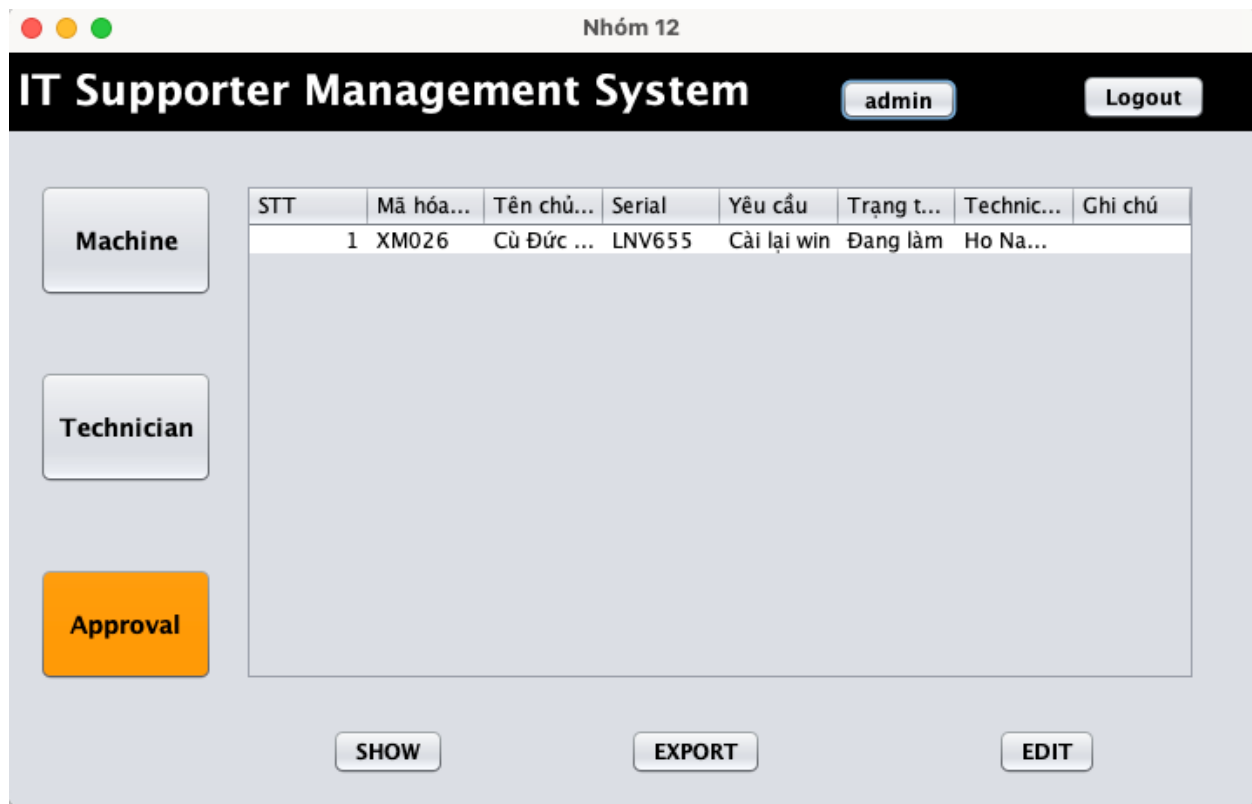 Nhóm 12
IT Supporter Management System admin Logout
Machine
Technician
Approval
STT Mã hóa... Tên chủ... Serial Yêu cầu Trạng t... Technic... Ghi chú
1 XM026 Cù Đức ... LNV655 Cài lại win Đang làm Ho Na...
SHOW EXPORT EDIT